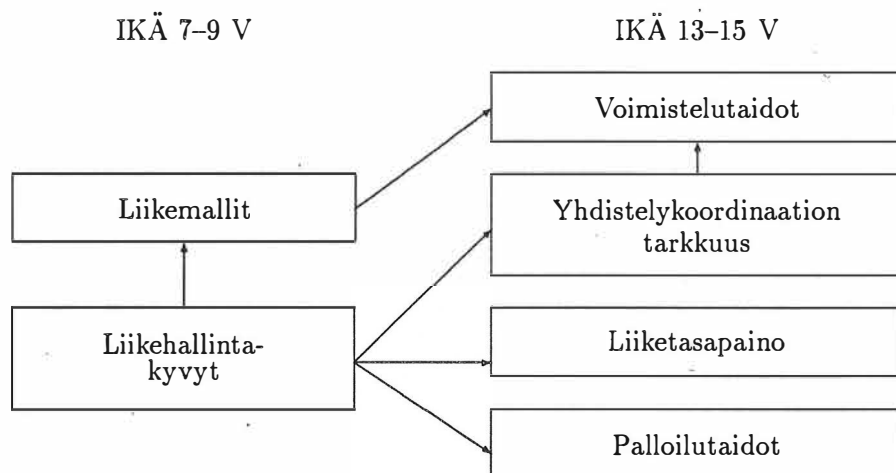 IKÄ 7–9 V
IKÄ 13–15 V
Voimistelutaidot
Liikemallit
Yhdistelykoordinaation
tarkkuus
Liikehallinta-
kyvyt
Liiketasapaino
Palloilutaidot